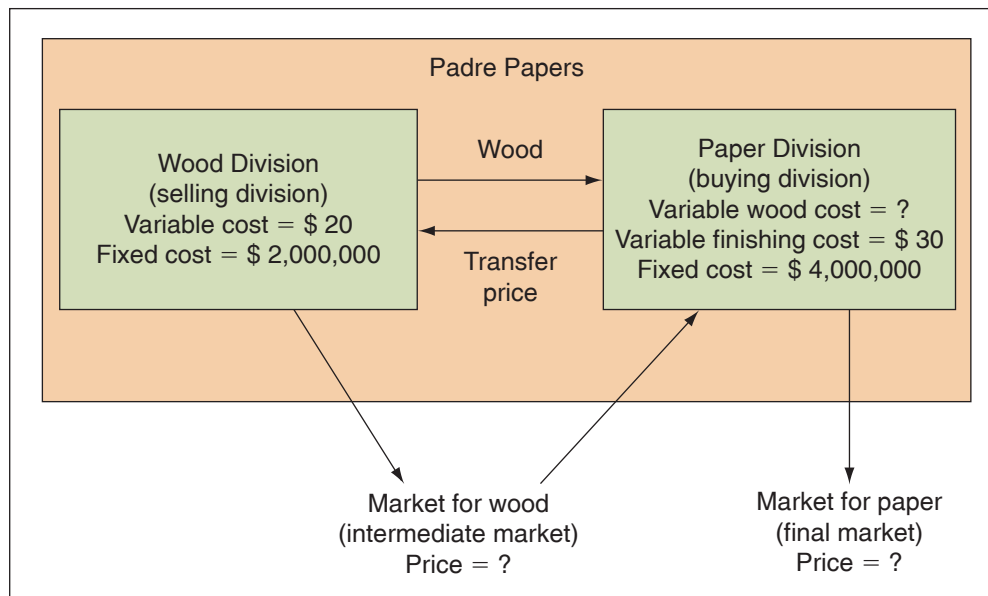 Padre Papers
Wood Division
(selling division)
Variable cost = $ 20
Fixed cost = $ 2,000,000
Wood
Transfer
price
Paper Division
(buying division)
Variable wood cost = ?
Variable finishing cost = $ 30
Fixed cost = $ 4,000,000
Market for wood
(intermediate market)
Price = ?
Market for paper
(final market)
Price = ?